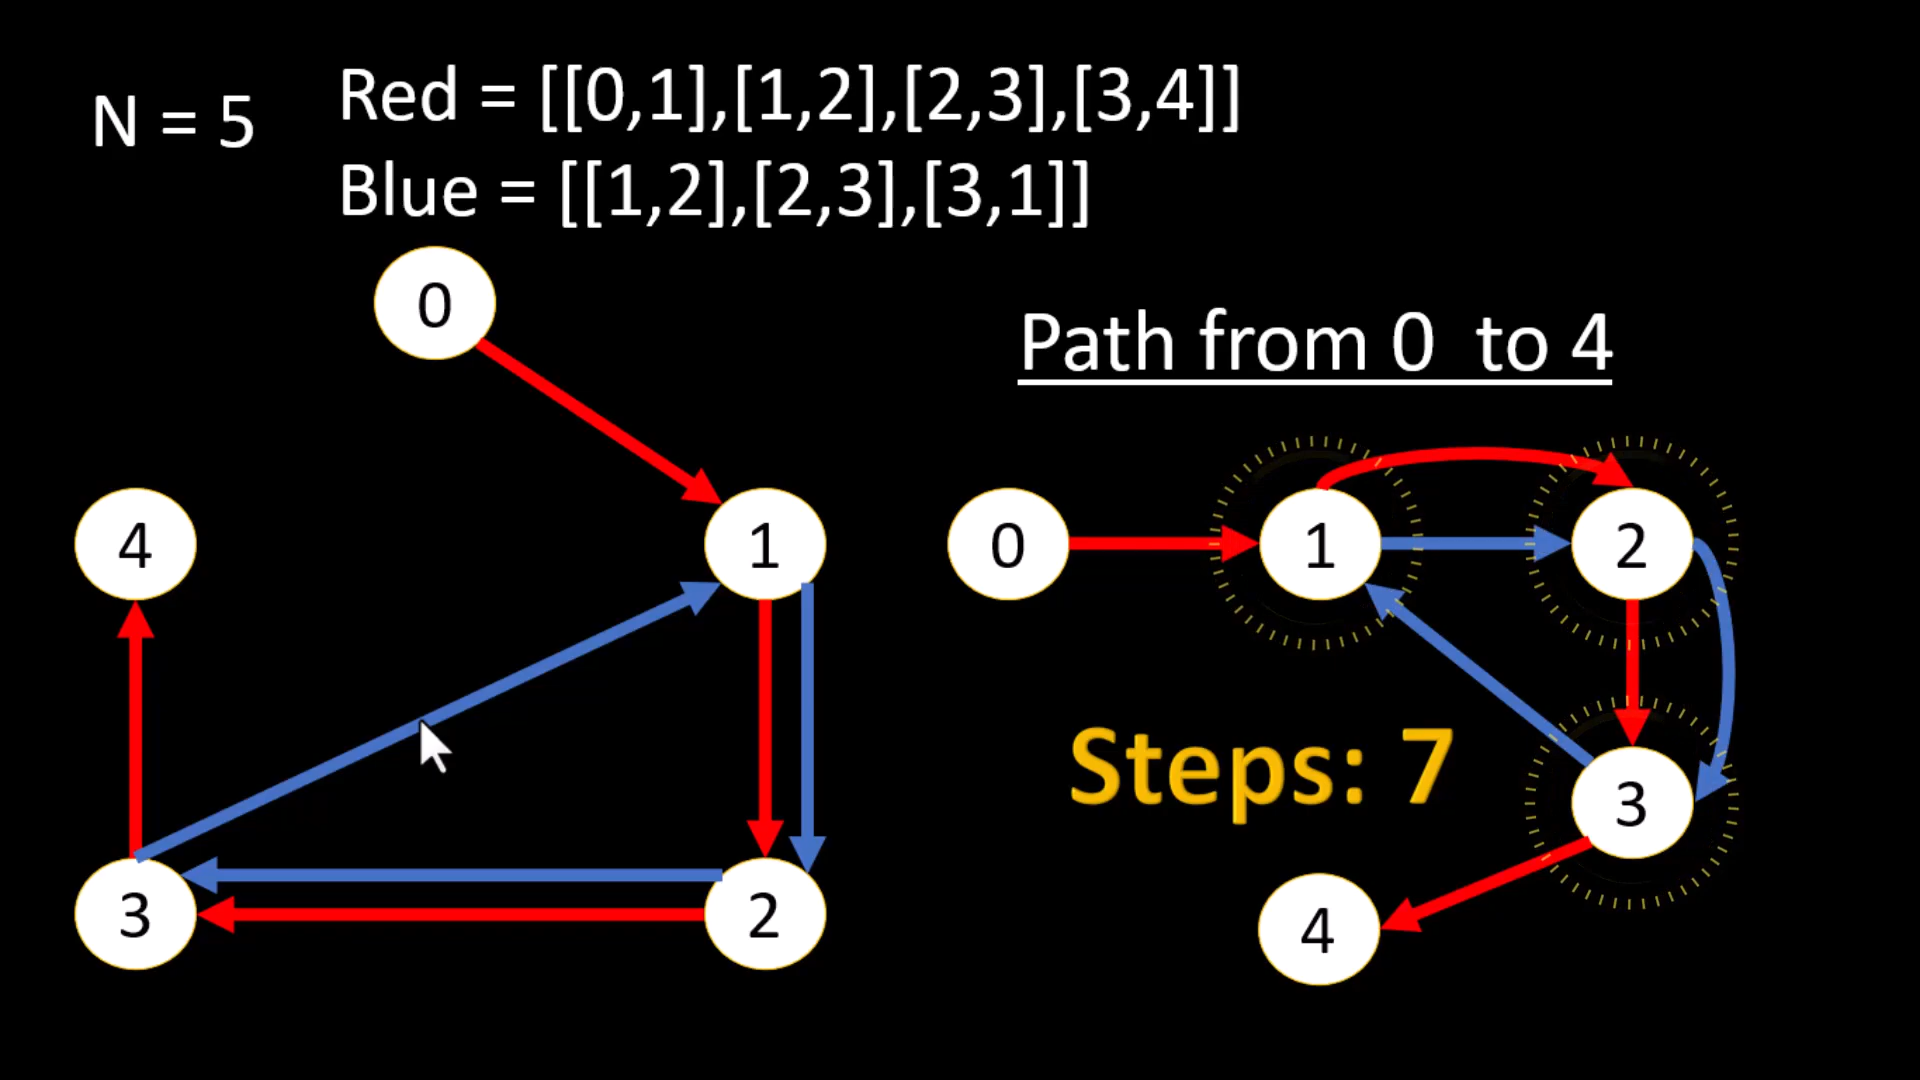 N = 5
Red = [[0,1],[1,2],[2,3],[3,4]]
Blue = [[1,2],[2,3],[3,1]]
0
4
1
3
2
Path from 0 to 4
0
1
2
Steps: 7
3
4